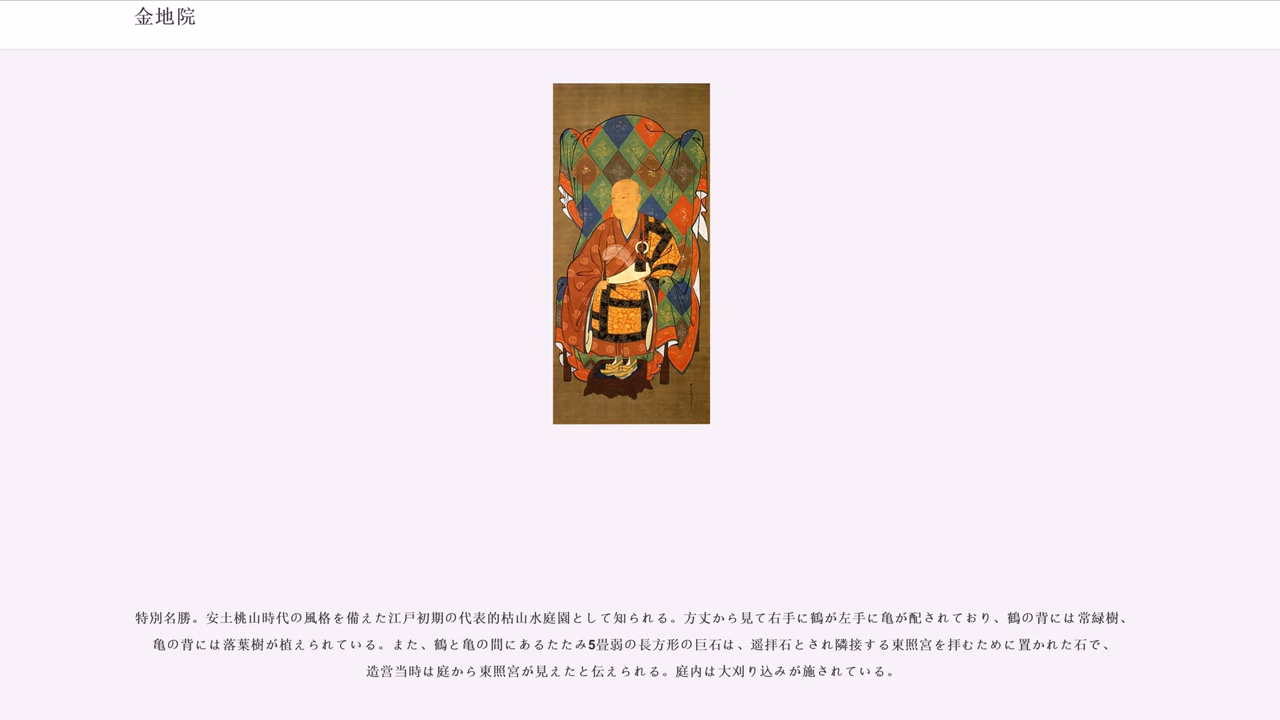 金地院
特別名勝。安土桃山時代の風格を備えた江戸初期の代表的枯山水庭園として知られる。方丈から見て右手に鶴が左手に亀が配されており、鶴の背には常緑樹、
亀の背には落葉樹が植えられている。また、鶴と亀の間にあるたたみ5畳弱の長方形の巨石は、遥拝石とされ隣接する東照宮を拝むために置かれた石で、
造営当時は庭から東照宮が見えたと伝えられる。庭内は大刈り込みが施されている。